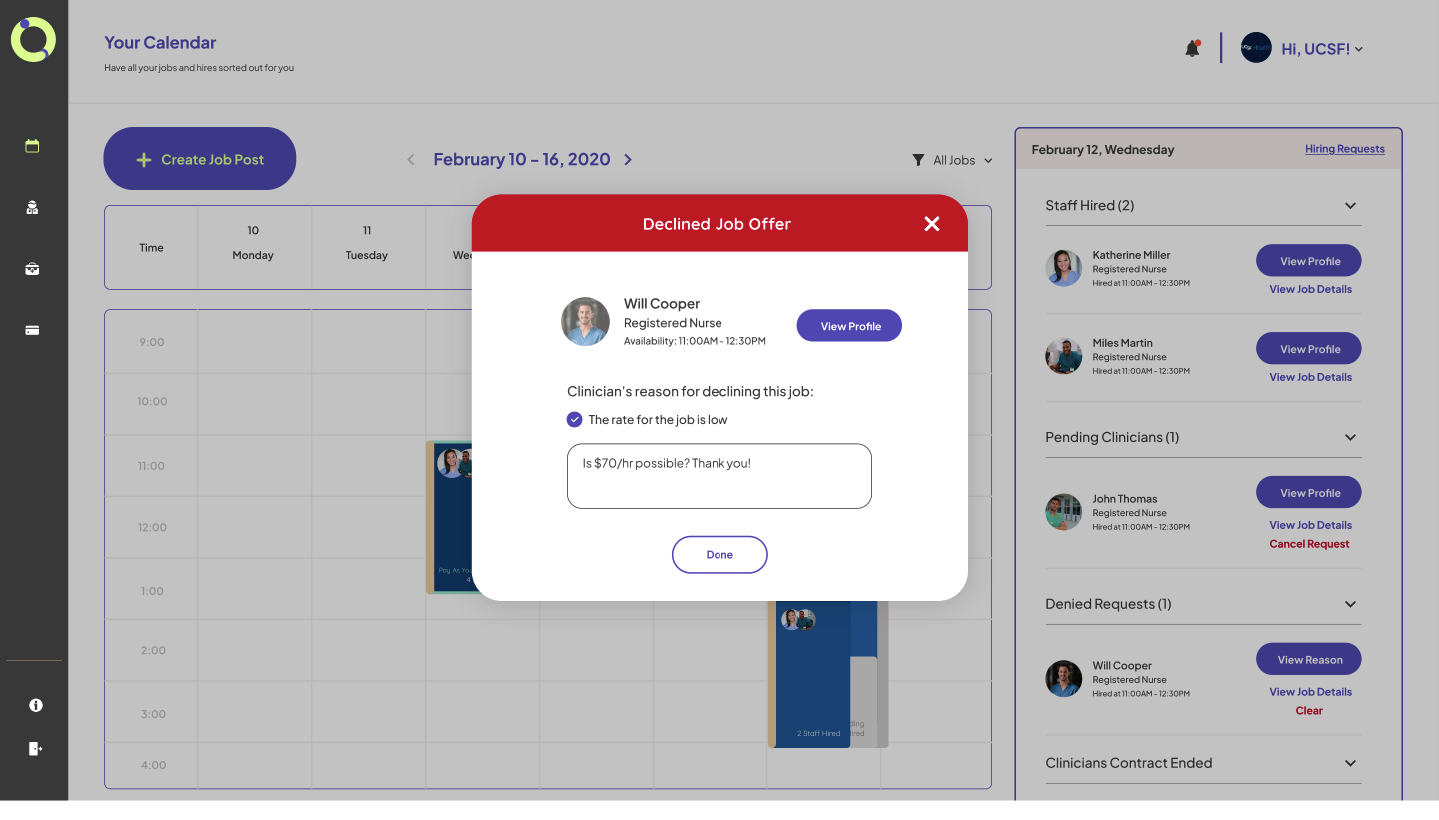 Your Calendar
Have all your jobs and hires sorted out for you
Hi, UCSF!
Create Job Post
February 10 – 16, 2020
All Jobs
Time
10
Monday
11
Tuesday
9:00
10:00
11:00
12:00
1:00
2:00
3:00
4:00
Pay As
4
2 Staff Hired
Declined Job Offer
Will Cooper
Registered Nurse
Availability: 11:00AM - 12:30PM
View Profile
Clinician's reason for declining this job:
The rate for the job is low
Is $70/hr possible? Thank you!
Done
February 12, Wednesday
Hiring Requests
Staff Hired (2)
Katherine Miller
Registered Nurse
Hired at 11:00AM - 12:30PM
View Profile
View Job Details
Miles Martin
Registered Nurse
Hired at 11:00AM - 12:30PM
View Profile
View Job Details
Pending Clinicians (1)
John Thomas
Registered Nurse
Hired at 11:00AM - 12:30PM
View Profile
View Job Details
Cancel Request
Denied Requests (1)
Will Cooper
Registered Nurse
Hired at 11:00AM - 12:30PM
View Reason
View Job Details
Clear
Clinicians Contract Ended